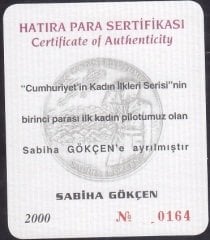 HATIRA PARA SERTİFİKASI
Certificate of Authenticity
"Cumhuriyet'in Kadın İlkleri Serisi"nin
birinci parası ilk kadın pilotumuz olan
Sabiha GÖKÇEN'e ayrılmıştır
SABİHA GÖKÇEN
2000 № 0164